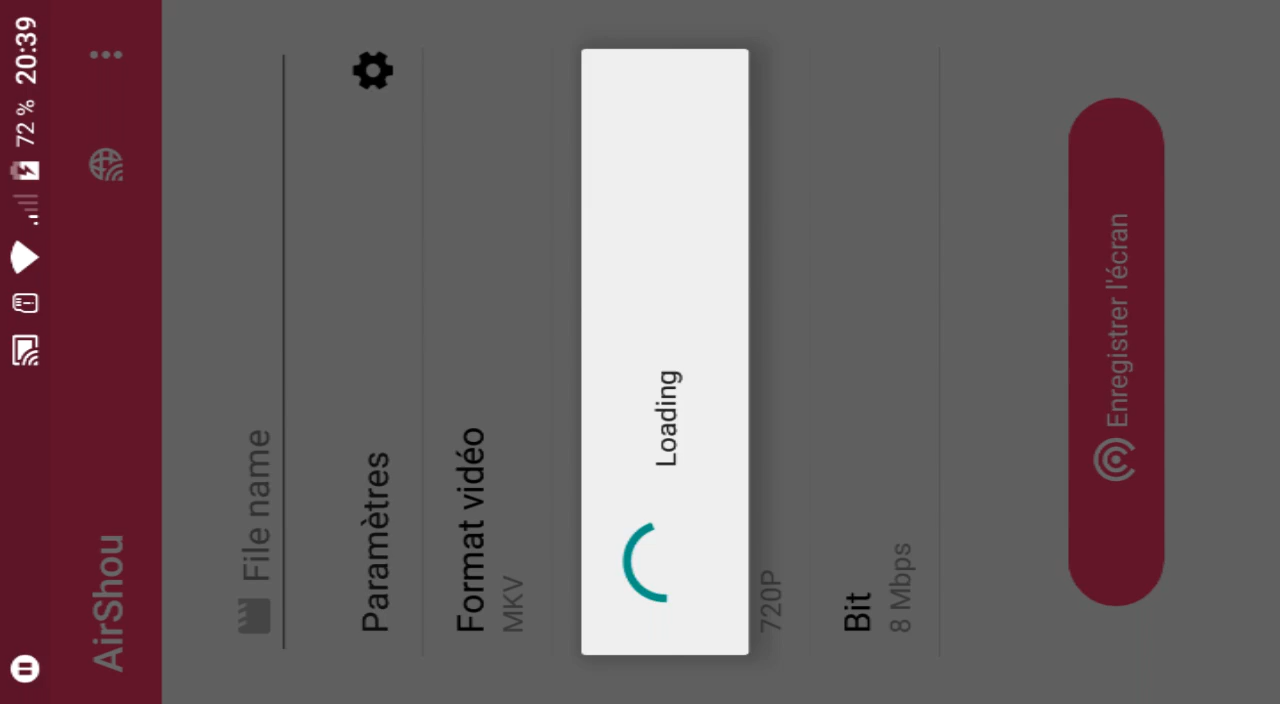 72 % 20:39
AirShou
File name
Paramètres
Format vidéo
MKV
Loading
720P
Bit
8 Mbps
Enregistrer l'écran